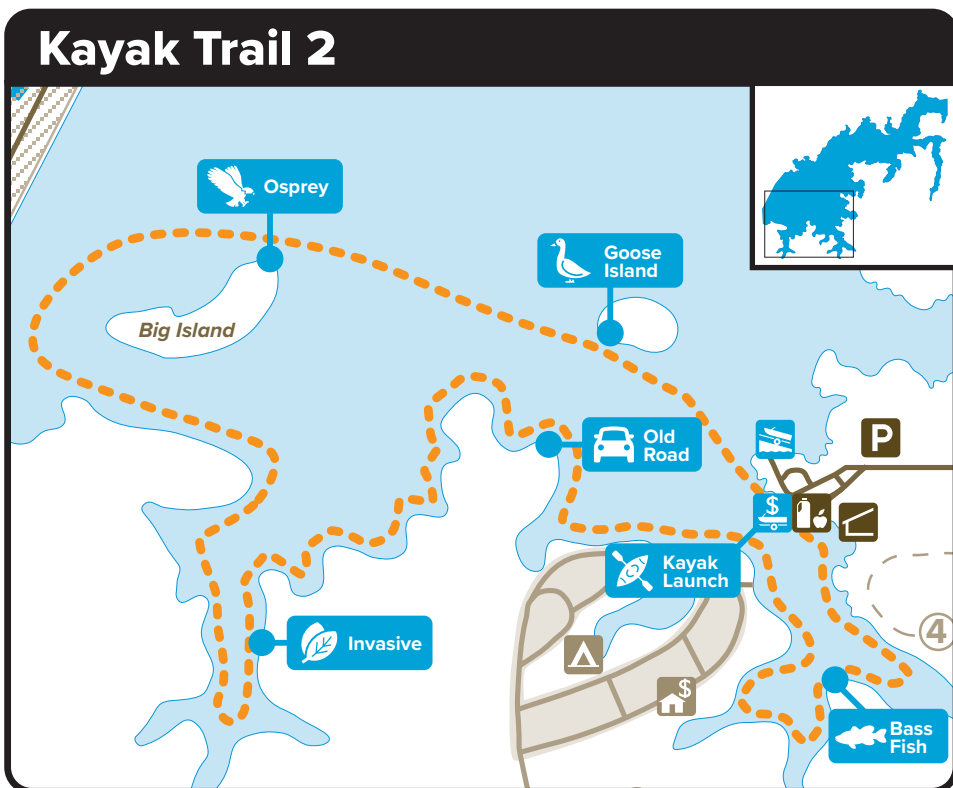 Kayak Trail 2
Osprey
Goose
Island
Big Island
Old
Road
P
$
Kayak
Launch
4
Invasive
$
Bass
Fish